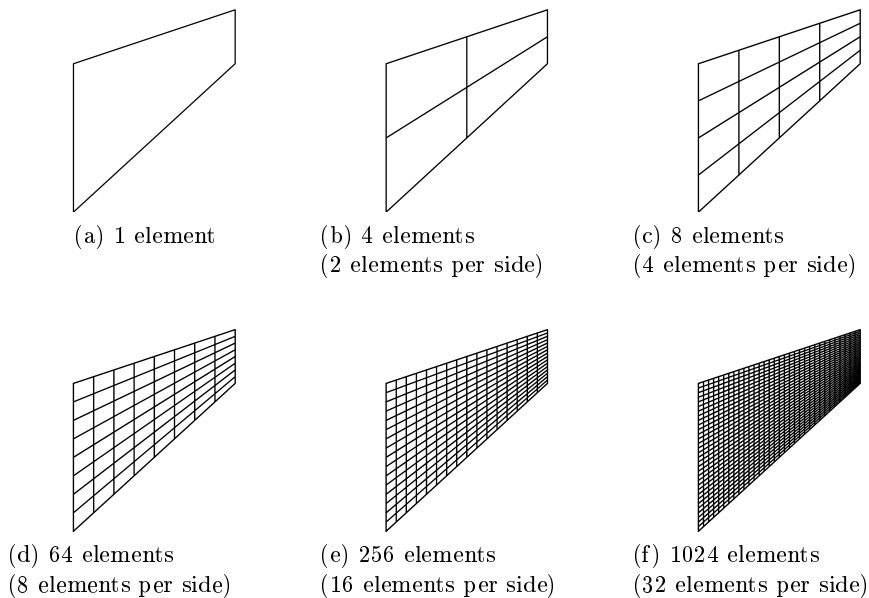 (a) 1 element
(b) 4 elements
(2 elements per side)
(c) 8 elements
(4 elements per side)
(d) 64 elements
(8 elements per side)
(e) 256 elements
(16 elements per side)
(f) 1024 elements
(32 elements per side)